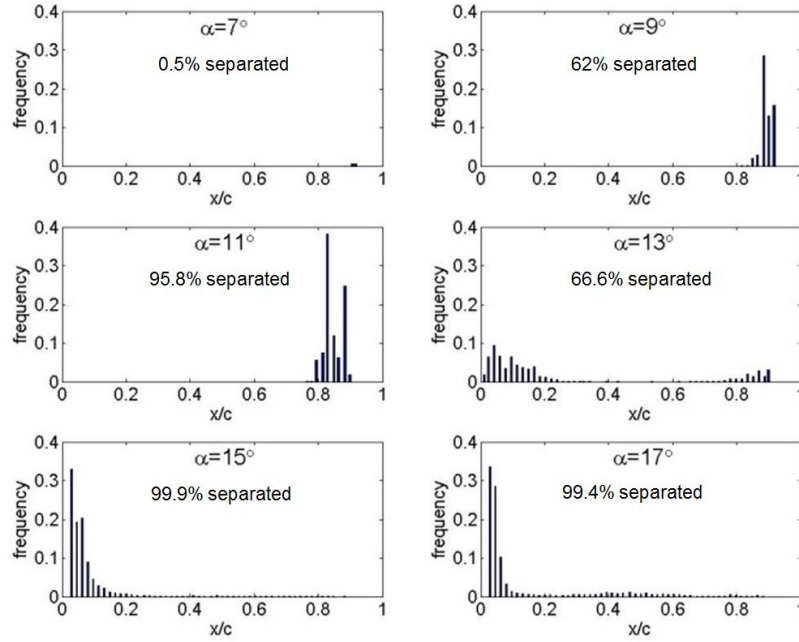 0.4
α=7°
0.3
0.5% separated
0.2
0.1
0
frequency
0 0.2 0.4 0.6 0.8 1
x/c
0.4
α=9°
0.3
62% separated
0.2
0.1
0
frequency
0 0.2 0.4 0.6 0.8
x/c
0.4
α=11°
0.3
95.8% separated
0.2
0.1
0
frequency
0 0.2 0.4 0.6 0.8 1
x/c
0.4
α=13°
0.3
66.6% separated
0.2
0.1
0
frequency
0 0.2 0.4 0.6 0.8
x/c
0.4
α=15°
0.3
99.9% separated
0.2
0.1
0
frequency
0 0.2 0.4 0.6 0.8 1
x/c
0.4
α=17°
0.3
99.4% separated
0.2
0.1
0
frequency
0 0.2 0.4 0.6 0.8
x/c